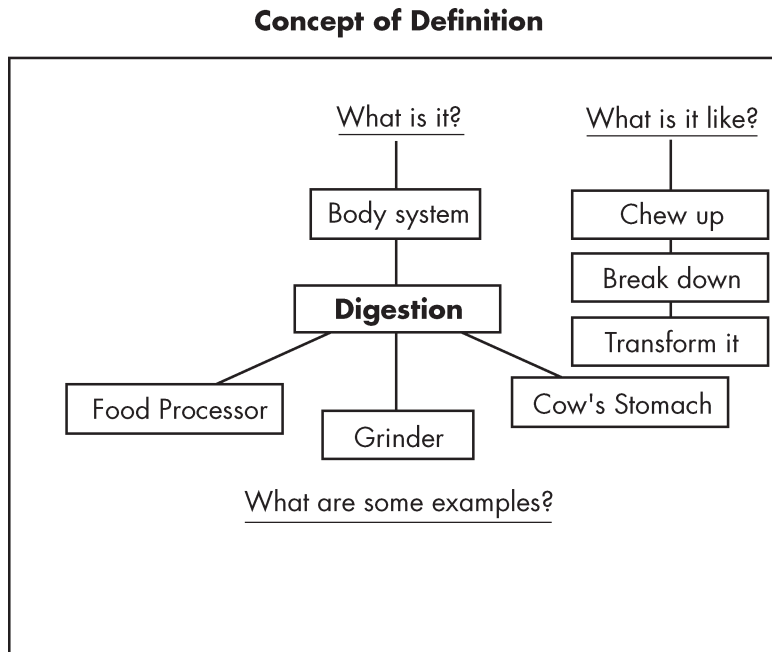 Concept of Definition
What is it?
What is it like?
Body system
Chew up
Break down
Digestion
Transform it
Food Processor
Grinder
Cow's Stomach
What are some examples?